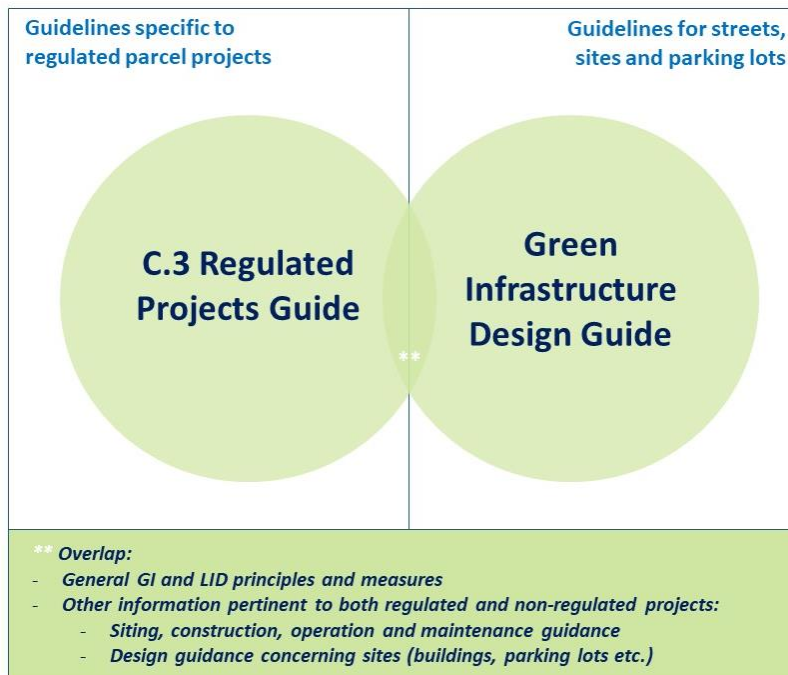 Guidelines specific to
regulated parcel projects
Guidelines for streets,
sites and parking lots
C.3 Regulated
Projects Guide
Green
Infrastructure
Design Guide
**
** Overlap:
- General GI and LID principles and measures
- Other information pertinent to both regulated and non-regulated projects:
- Siting, construction, operation and maintenance guidance
- Design guidance concerning sites (buildings, parking lots etc.)